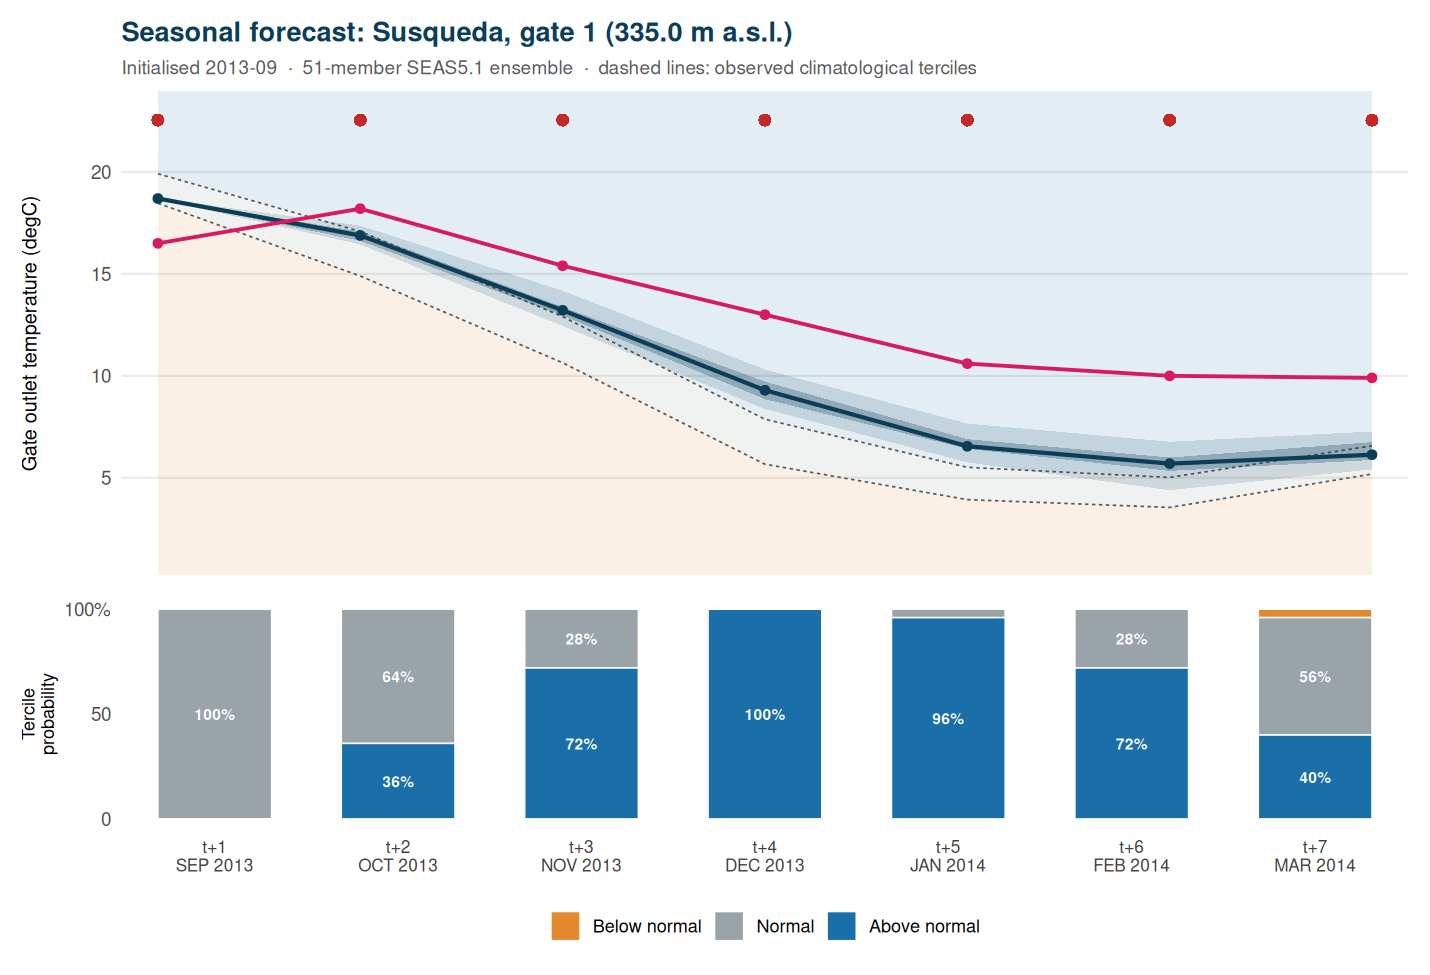 Seasonal forecast: Susqueda, gate 1 (335.0 m a.s.l.)
Initialised 2013-09 · 51-member SEAS5.1 ensemble · dashed lines: observed climatological terciles
Gate outlet temperature (degC)
20
15
10
5
Tercile
probability
100%
50
0
100%
64%
36%
28%
72%
100%
96%
28%
72%
56%
40%
t+1
SEP 2013
t+2
OCT 2013
t+3
NOV 2013
t+4
DEC 2013
t+5
JAN 2014
t+6
FEB 2014
t+7
MAR 2014
Below normal
Normal
Above normal